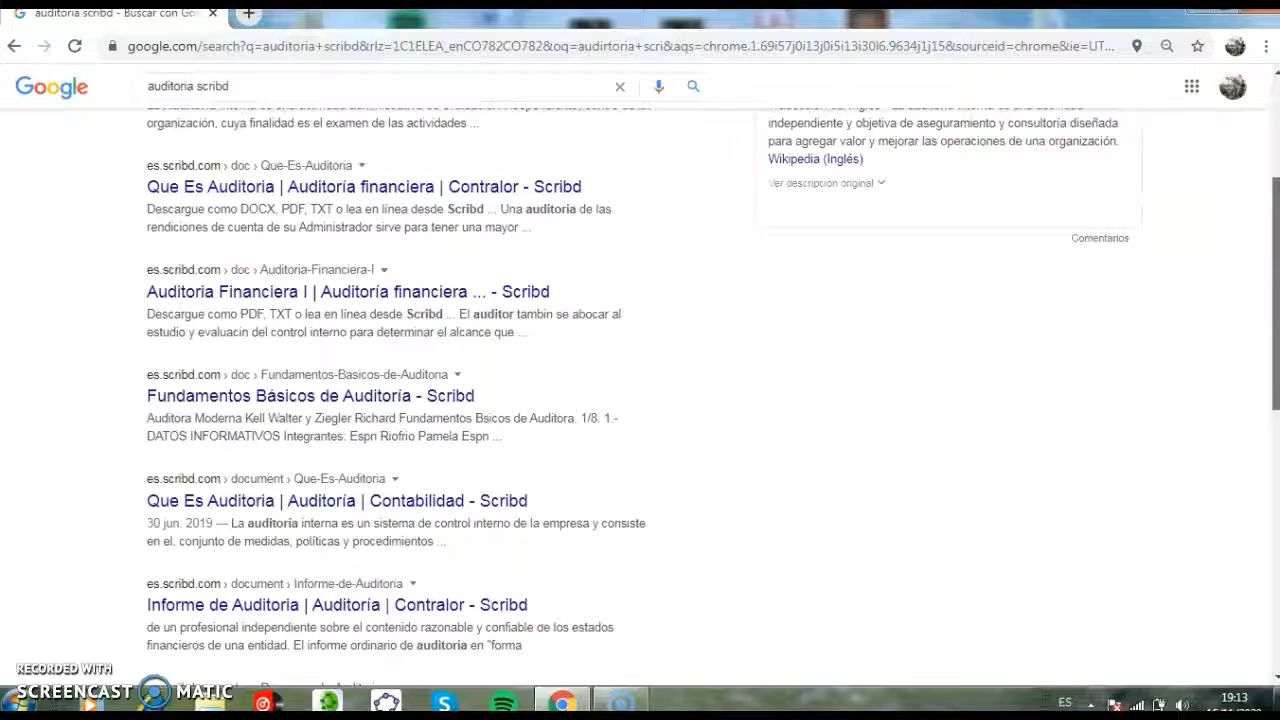 auditoria scribd - Buscar con Goo
google.com/search?q=auditoria+scribd&rlz=1C1ELEA_enCO782CO782&oq=audirtoria+scri&aqs=chrome.1.69i57j0i13j0i5i13i30l6.9634j1j15&sourceid=chrome&ie=UT...
Google
auditoria scribd
organización, cuya finalidad es el examen de las actividades ...
es.scribd.com › doc › Que-Es-Auditoria
Que Es Auditoria | Auditoría financiera | Contralor - Scribd
Descargue como DOCX, PDF, TXT o lea en línea desde Scribd ... Una auditoria de las
rendiciones de cuenta de su Administrador sirve para tener una mayor ...
es.scribd.com › doc › Auditoria-Financiera-I
Auditoria Financiera I | Auditoría financiera ... - Scribd
Descargue como PDF, TXT o lea en línea desde Scribd ... El auditor tambin se abocar al
estudio y evaluacin del control interno para determinar el alcance que ...
es.scribd.com › doc › Fundamentos-Basicos-de-Auditoria
Fundamentos Básicos de Auditoría - Scribd
Auditora Moderna Kell Walter y Ziegler Richard Fundamentos Bsicos de Auditora. 1/8. 1.-
DATOS INFORMATIVOS Integrantes: Espn Riofrio Pamela Espn ...
es.scribd.com › document › Que-Es-Auditoria
Que Es Auditoria | Auditoría | Contabilidad - Scribd
30 jun. 2019 — La auditoría interna es un sistema de control interno de la empresa y consiste
en el. conjunto de medidas, políticas y procedimientos ...
es.scribd.com › document › Informe-de-Auditoria
Informe de Auditoria | Auditoría | Contralor - Scribd
de un profesional independiente sobre el contenido razonable y confiable de los estados
financieros de una entidad. El informe ordinario de auditoria en "forma
independiente y objetiva de aseguramiento y consultoría diseñada
para agregar valor y mejorar las operaciones de una organización.
Wikipedia (Inglés)
Ver descripción original
Comentarios
RECORDED WITH
SCREENCAST MATIC
ES
19:13